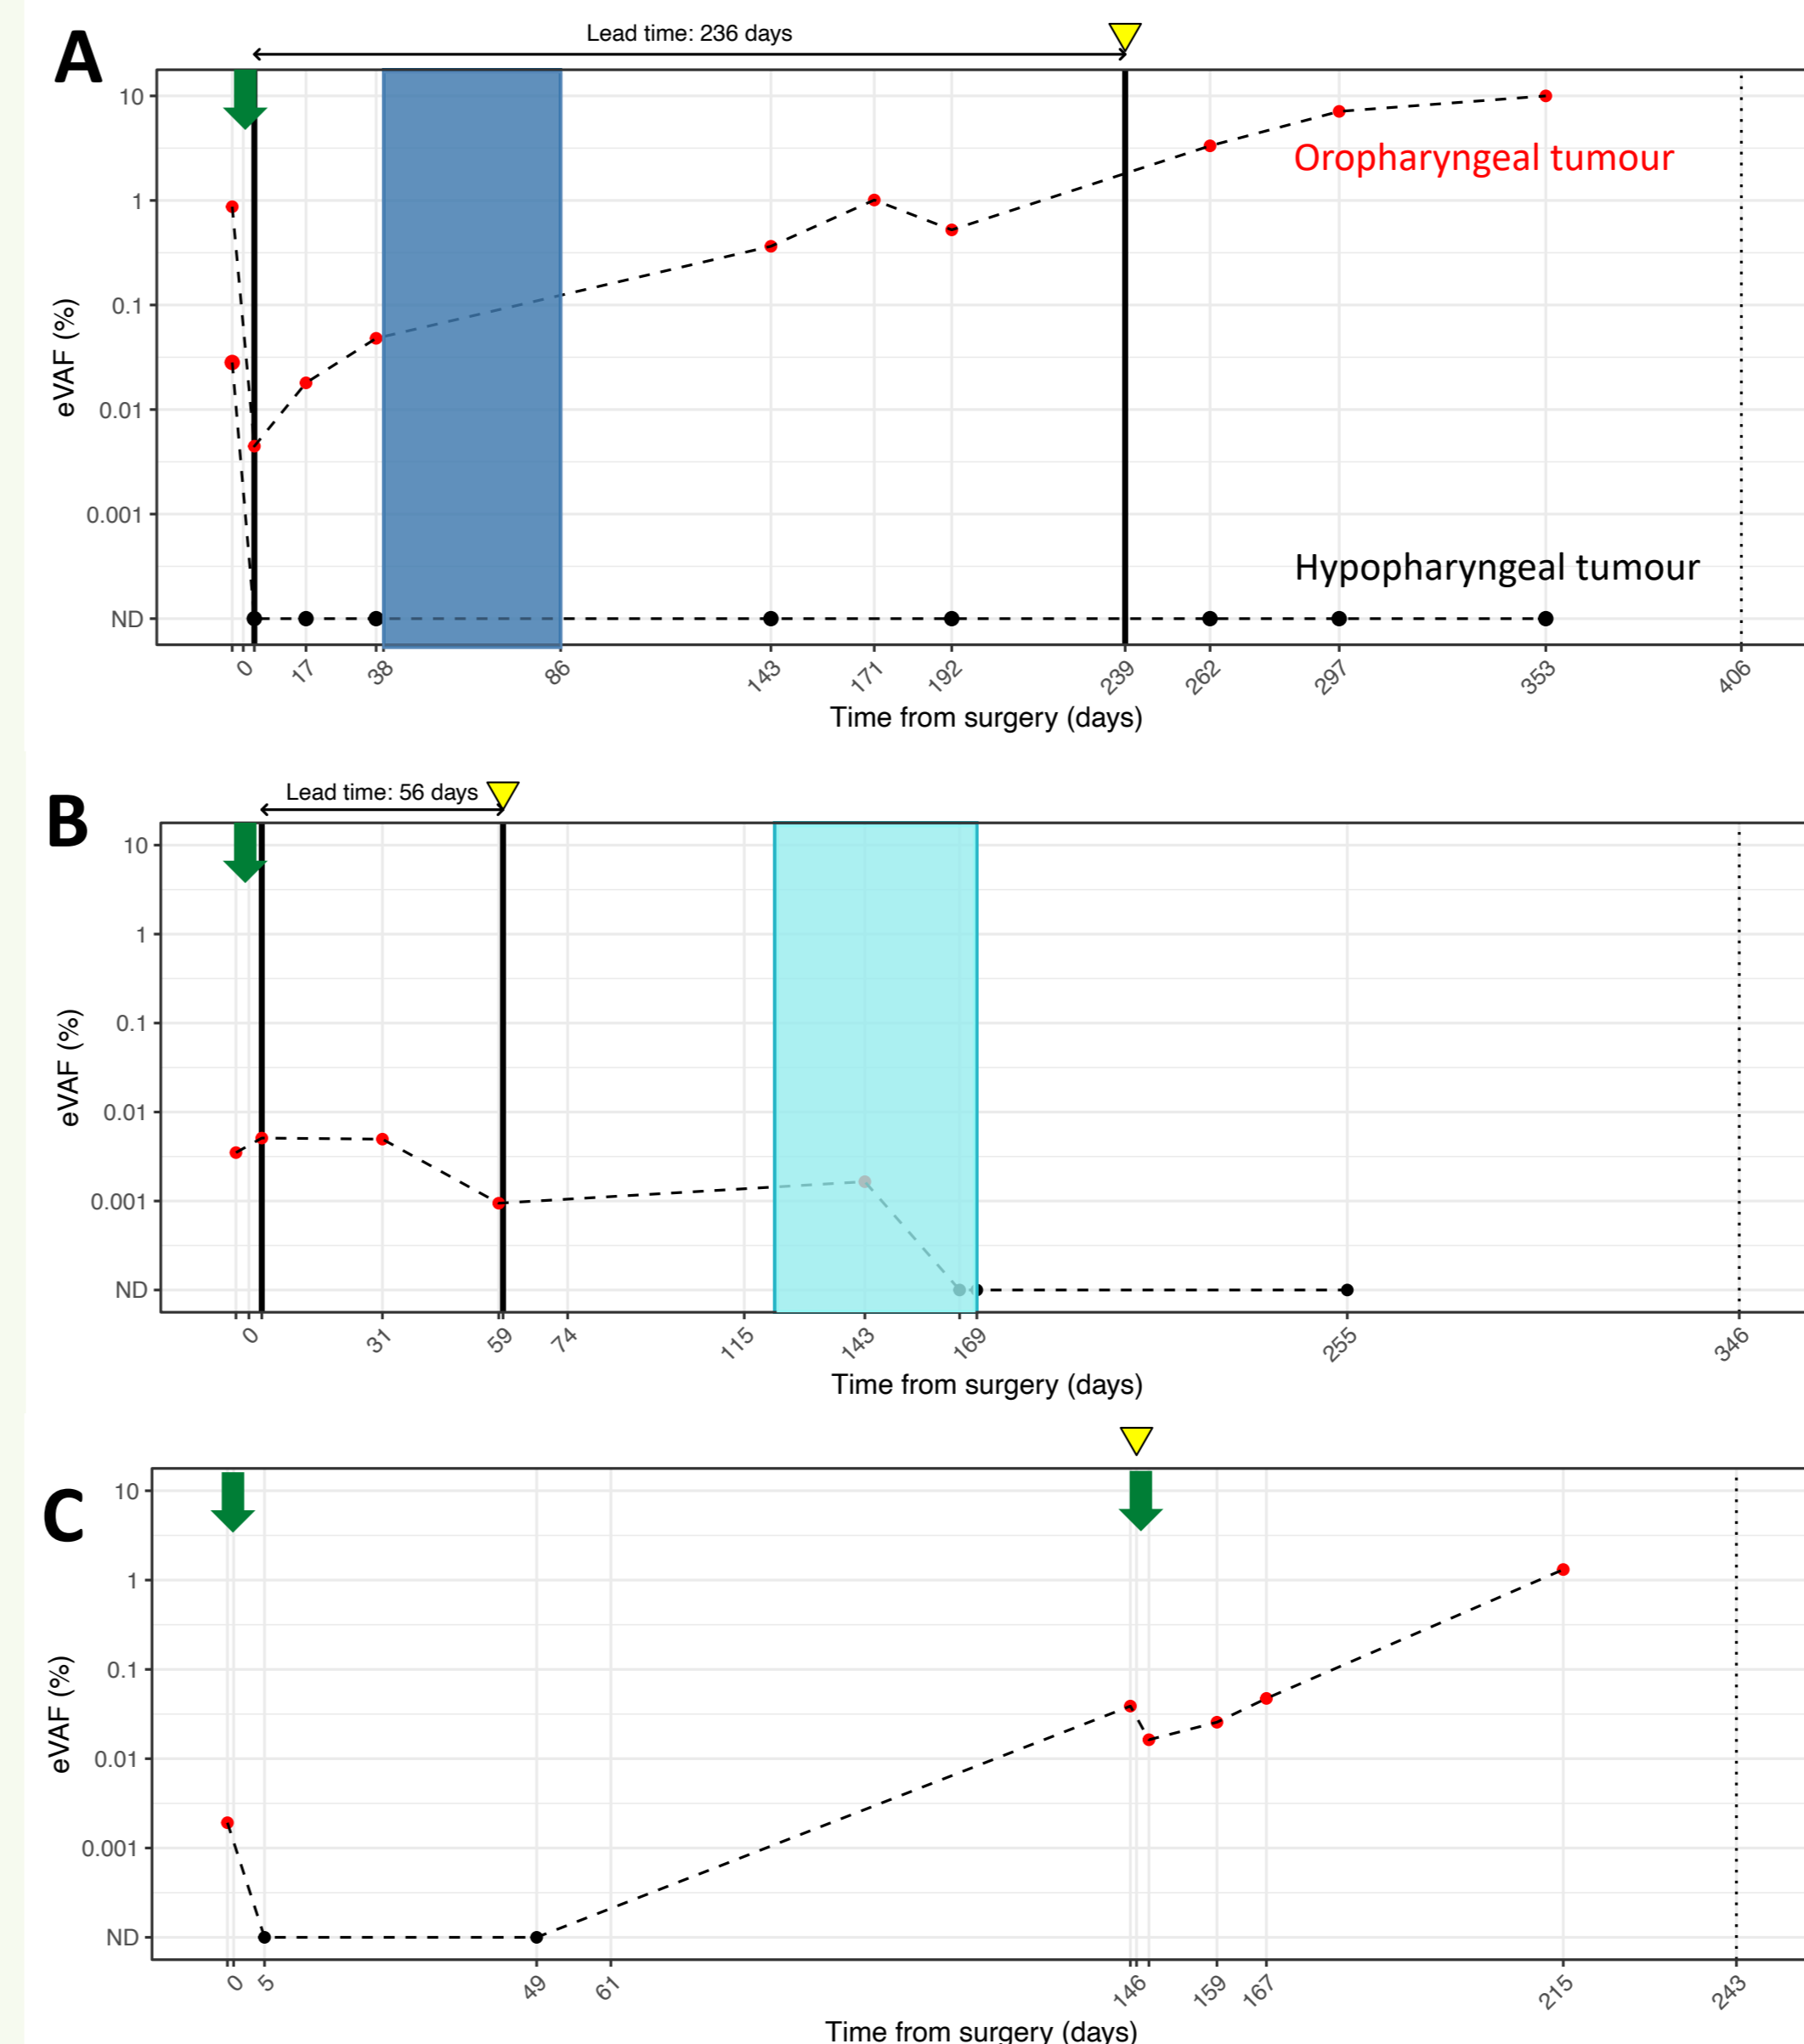 A
Lead time: 236 days
10
1
0.1
0.01
0.001
ND
eVAF (%)
Oropharyngeal tumour
Hypopharyngeal tumour
0 17 38 86 143 171 192 239 262 297 353 406
Time from surgery (days)
B
Lead time: 56 days
10
1
0.1
0.01
0.001
ND
eVAF (%)
0 31 59 74 115 143 169 255 346
Time from surgery (days)
C
10
1
0.1
0.01
0.001
ND
eVAF (%)
0 5 49 61 146 159 167 215 243
Time from surgery (days)